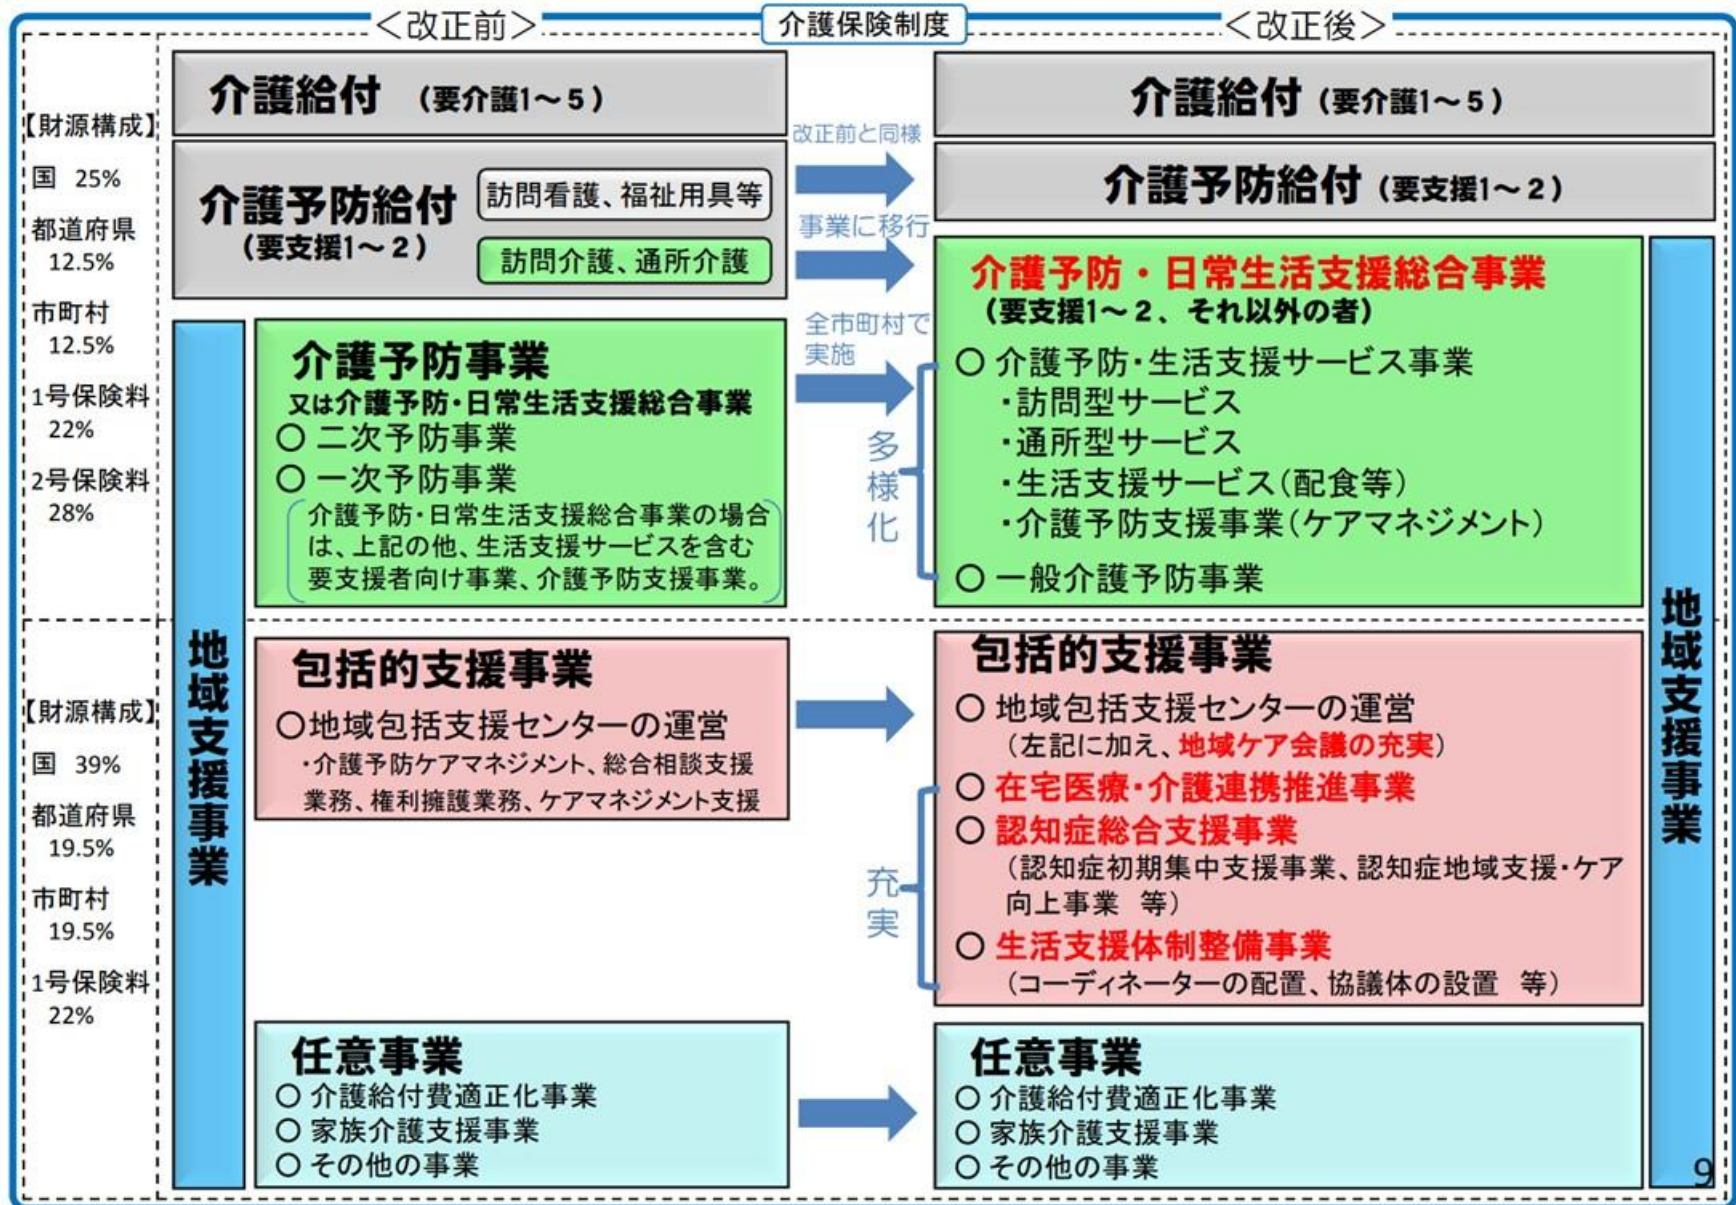 ＜改正前＞
介護保険制度
＜改正後＞
【財源構成】
国 25%
都道府県
12.5%
市町村
12.5%
1号保険料
22%
2号保険料
28%
【財源構成】
国 39%
都道府県
19.5%
市町村
19.5%
1号保険料
22%
介護給付 （要介護1～5）
介護予防給付
（要支援1～2）
訪問看護、福祉用具等
訪問介護、通所介護
地域支援事業
介護予防事業
又は介護予防・日常生活支援総合事業
○ 二次予防事業
○ 一次予防事業
介護予防・日常生活支援総合事業の場合
は、上記の他、生活支援サービスを含む
要支援者向け事業、介護予防支援事業。
包括的支援事業
○地域包括支援センターの運営
・介護予防ケアマネジメント、総合相談支援
業務、権利擁護業務、ケアマネジメント支援
任意事業
○ 介護給付費適正化事業
○ 家族介護支援事業
○ その他の事業
改正前と同様
事業に移行
全市町村で
実施
多様化
充実
介護給付（要介護1～5）
介護予防給付（要支援1～2）
介護予防・日常生活支援総合事業
（要支援1～2、それ以外の者）
○ 介護予防・生活支援サービス事業
・訪問型サービス
・通所型サービス
・生活支援サービス（配食等）
・介護予防支援事業（ケアマネジメント）
○ 一般介護予防事業
包括的支援事業
○ 地域包括支援センターの運営
（左記に加え、地域ケア会議の充実）
○ 在宅医療・介護連携推進事業
○ 認知症総合支援事業
（認知症初期集中支援事業、認知症地域支援・ケア
向上事業 等）
○ 生活支援体制整備事業
（コーディネーターの配置、協議体の設置 等）
任意事業
○ 介護給付費適正化事業
○ 家族介護支援事業
○ その他の事業
地域支援事業
9